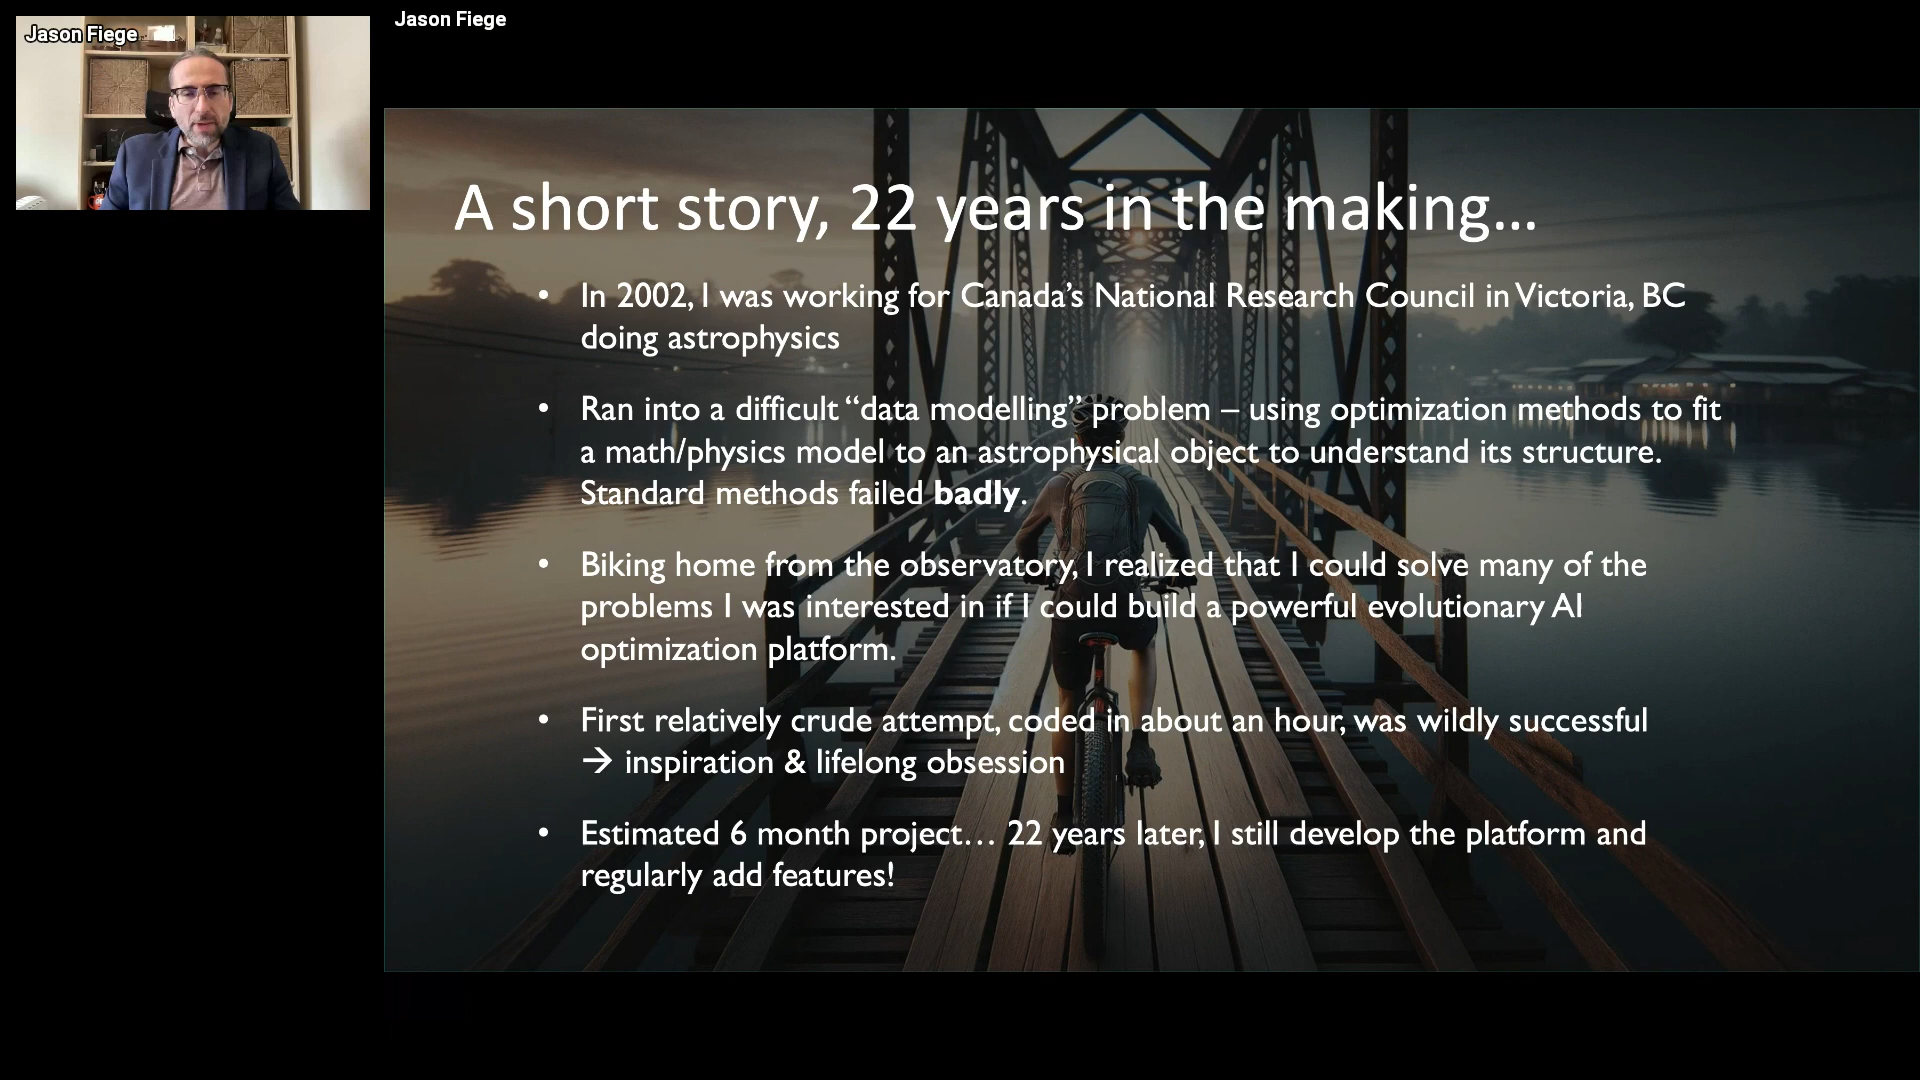 Jason Fiege
Jason Fiege
A short story, 22 years in the making...
• In 2002, I was working for Canada’s National Research Council in Victoria, BC
doing astrophysics
• Ran into a difficult “data modelling” problem – using optimization methods to fit
a math/physics model to an astrophysical object to understand its structure.
Standard methods failed badly.
• Biking home from the observatory, I realized that I could solve many of the
problems I was interested in if I could build a powerful evolutionary AI
optimization platform.
• First relatively crude attempt, coded in about an hour, was wildly successful
→ inspiration & lifelong obsession
• Estimated 6 month project… 22 years later, I still develop the platform and
regularly add features!